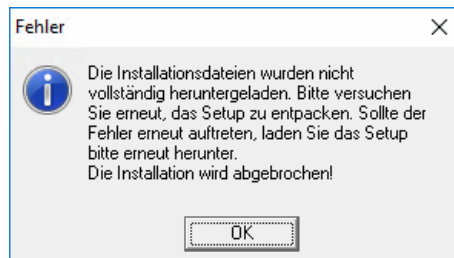 Fehler
Die Installationsdateien wurden nicht
vollständig heruntergeladen. Bitte versuchen
Sie erneut, das Setup zu entpacken. Sollte der
Fehler erneut auftreten, laden Sie das Setup
bitte erneut herunter.
Die Installation wird abgebrochen!
OK